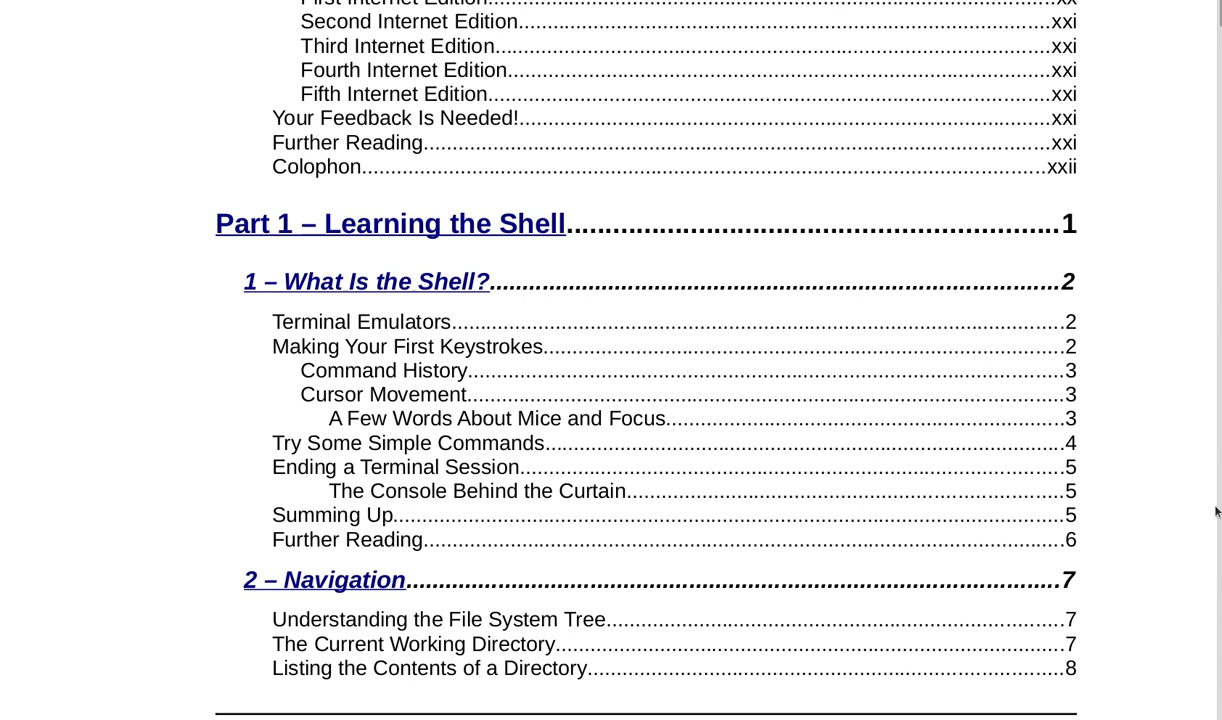 First Internet Edition..........xx
Second Internet Edition..........xxi
Third Internet Edition..........xxi
Fourth Internet Edition..........xxi
Fifth Internet Edition..........xxi
Your Feedback Is Needed!..........xxi
Further Reading..........xxi
Colophon..........xxii
Part 1 – Learning the Shell..........1
1 – What Is the Shell?..........2
Terminal Emulators..........2
Making Your First Keystrokes..........2
Command History..........3
Cursor Movement..........3
A Few Words About Mice and Focus..........3
Try Some Simple Commands..........4
Ending a Terminal Session..........5
The Console Behind the Curtain..........5
Summing Up..........5
Further Reading..........6
2 – Navigation..........7
Understanding the File System Tree..........7
The Current Working Directory..........7
Listing the Contents of a Directory..........8